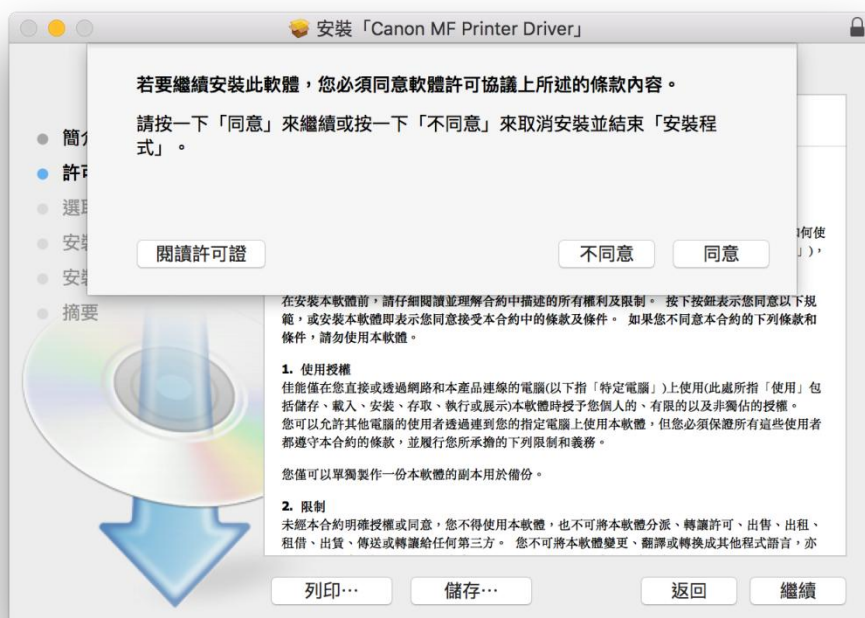 安裝「Canon MF Printer Driver」
若要繼續安裝此軟體，您必須同意軟體許可協議上所述的條款內容。
請按一下「同意」來繼續或按一下「不同意」來取消安裝並結束「安裝程
式」。
閱讀許可證
不同意
同意
簡
許
選
安
安
摘要
何使
」)，
在安裝本軟體前，請仔細閱讀並理解合約中描述的所有權利及限制。 按下按鈕表示您同意以下規
範，或安裝本軟體即表示您同意接受本合約中的條款及條件。 如果您不同意本合約的下列條款和
條件，請勿使用本軟體。
1. 使用授權
佳能僅在您直接或透過網路和本產品連線的電腦(以下指「特定電腦」)上使用(此處所指「使用」包
括儲存、載入、安裝、存取、執行或展示)本軟體時授予您個人的、有限的以及非獨佔的授權。
您可以允許其他電腦的使用者透過連到您的指定電腦上使用本軟體，但您必須保證所有這些使用者
都遵守本合約的條款，並履行您所承擔的下列限制和義務。
您僅可以單獨製作一份本軟體的副本用於備份。
2. 限制
未經本合約明確授權或同意，您不得使用本軟體，也不可將本軟體分派、轉讓許可、出售、出租、
租借、出賃、傳送或轉讓給任何第三方。 您不可將本軟體變更、翻譯或轉換成其他程式語言，亦
列印⋯
儲存⋯
返回
繼續